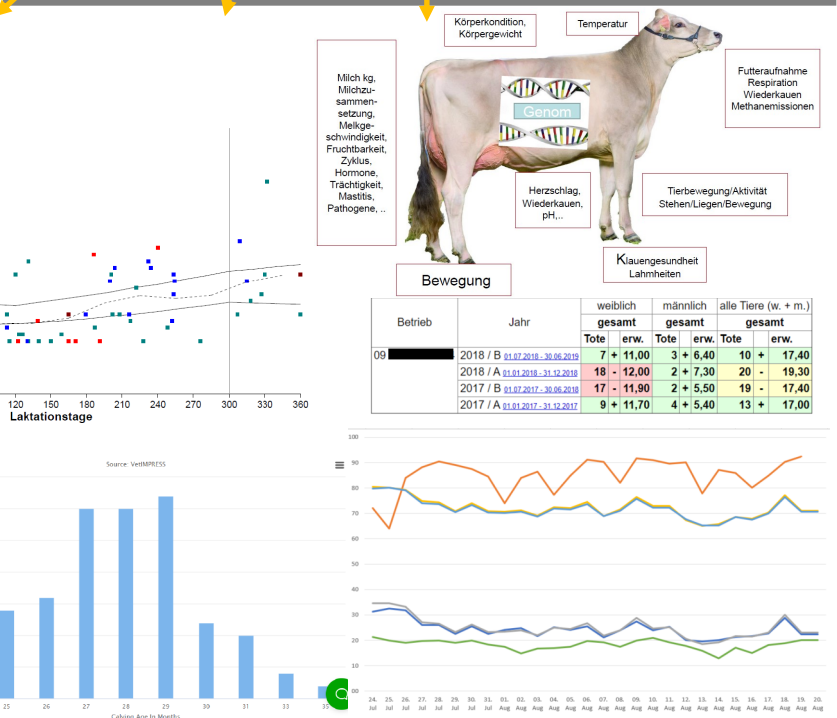 Körperkondition,
Körpergewicht
Temperatur
Milch kg,
Milchzu-
sammen-
setzung,
Melkge-
schwindigkeit,
Fruchtbarkeit,
Zyklus,
Hormone,
Trächtigkeit,
Mastitis,
Pathogene, ..
Genom
Futteraufnahme
Respiration
Wiederkauen
Methanemissionen
Herzschlag,
Wiederkauen,
pH,..
Tierbewegung/Aktivität
Stehen/Liegen/Bewegung
Klauengesundheit
Lahmheiten
Bewegung
120 150 180 210 240 270 300 330 360
Laktationstage
Betrieb Jahr weiblich männlich alle Tiere (w. + m.)
gesamt gesamt gesamt
Tote erw. Tote erw. Tote erw.
09 2018 / B 01.07.2018 - 30.06.2019 7 + 11,00 3 + 6,40 10 + 17,40
2018 / A 01.01.2018 - 31.12.2018 18 - 12,00 2 + 7,30 20 - 19,30
2017 / B 01.07.2017 - 30.06.2018 17 - 11,90 2 + 5,50 19 - 17,40
2017 / A 01.01.2017 - 31.12.2017 9 + 11,70 4 + 5,40 13 + 17,00
Source: VetIMPRESS
25 26 27 28 29 30 31 33 35
Calving Age In Months
100
90
80
70
60
50
40
30
20
10
00
24. 25. 26. 27. 28. 29. 30. 31. 01. 02. 03. 04. 05. 06. 07. 08. 09. 10. 11. 12. 13. 14. 15. 16. 17. 18. 19. 20.
Jul Jul Jul Jul Jul Jul Jul Jul Aug Aug Aug Aug Aug Aug Aug Aug Aug Aug Aug Aug Aug Aug Aug Aug Aug Aug Aug Aug